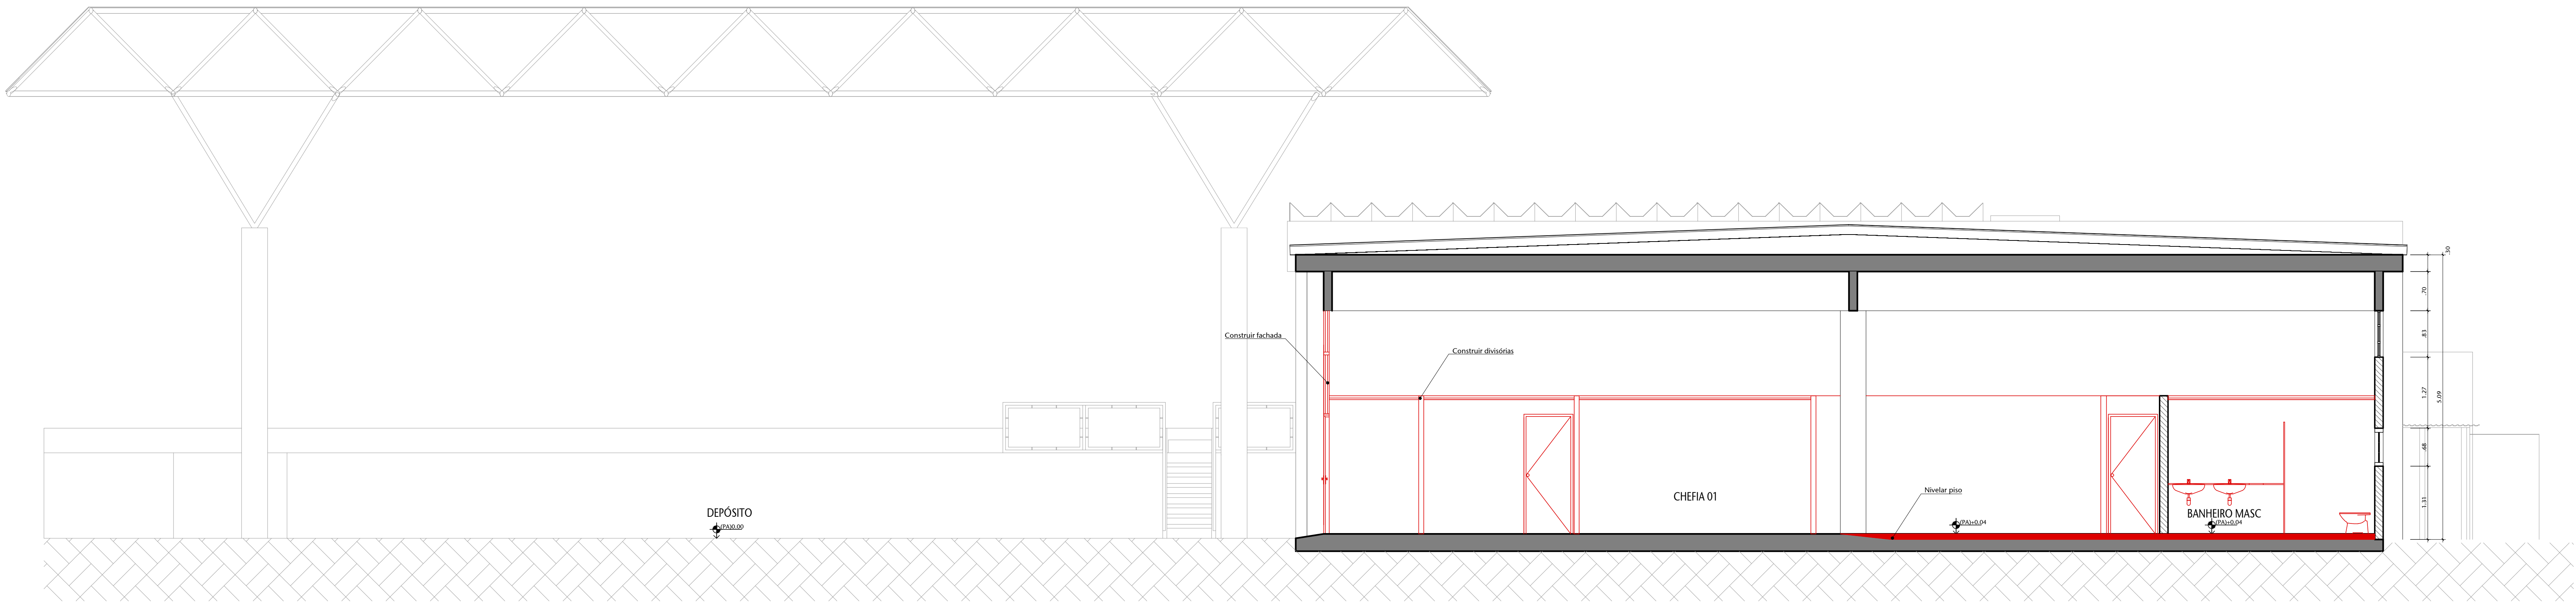 .30
.70
Construir fachada
.83
Construir divisórias
1.27
5.09
.68
Nivelar piso
CHEFIA 01
1.31
DEPÓSITO
BANHEIRO MASC
(PA)+0.04
(PA)+0.04
(PA)0.00